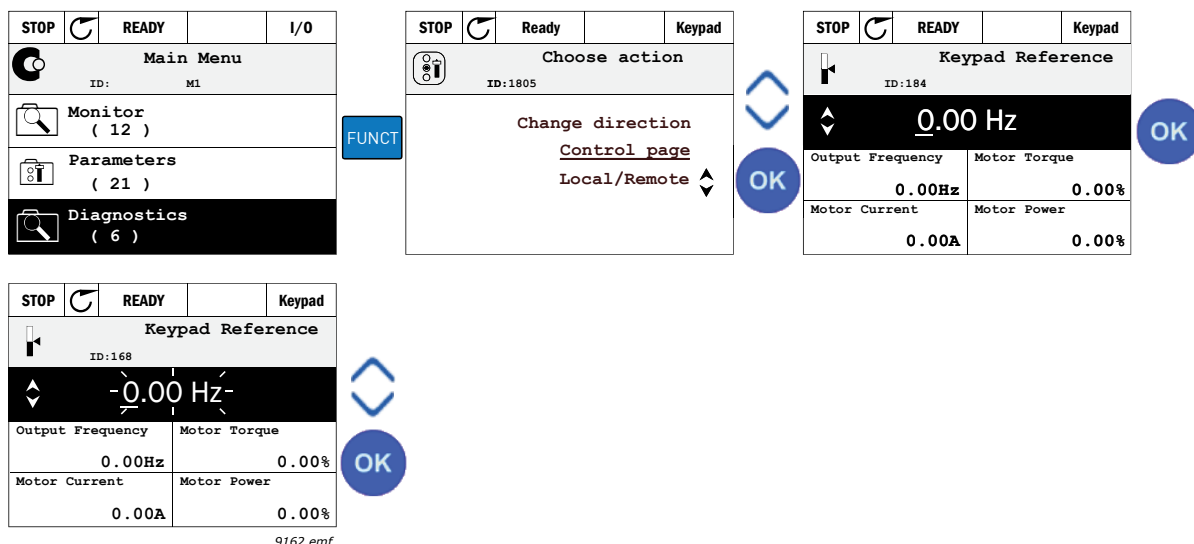 STOP READY I/O
Main Menu
ID: M1
Monitor
( 12 )
Parameters
( 21 )
Diagnostics
( 6 )
FUNCT
STOP Ready Keypad
Choose action
ID:1805
Change direction
Control page
Local/Remote
OK
STOP READY Keypad
Keypad Reference
ID:184
0.00 Hz
Output Frequency Motor Torque
0.00Hz 0.00%
Motor Current Motor Power
0.00A 0.00%
OK
STOP READY Keypad
Keypad Reference
ID:168
0.00 Hz
Output Frequency Motor Torque
0.00Hz 0.00%
Motor Current Motor Power
0.00A 0.00%
OK
9162.emf